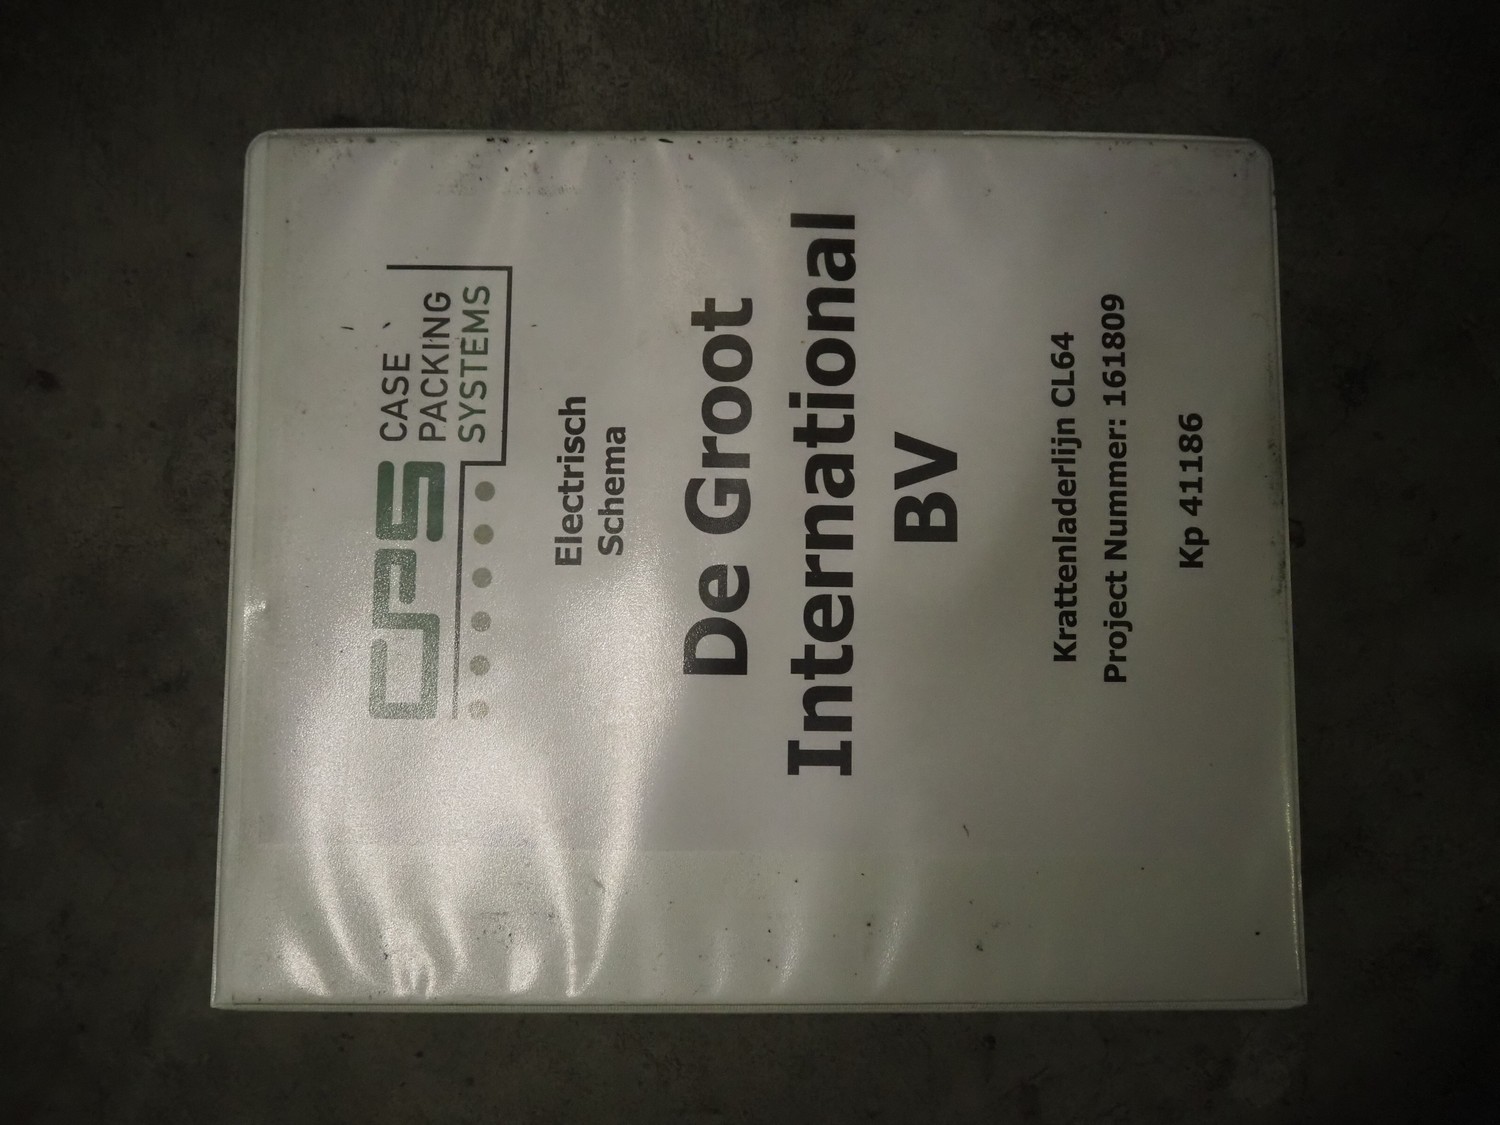 CPS CASE
PACKING
SYSTEMS
Electrisch
Schema
De Groot
International
BV
Krattenladerlijn CL64
Project Nummer: 161809
Kp 41186